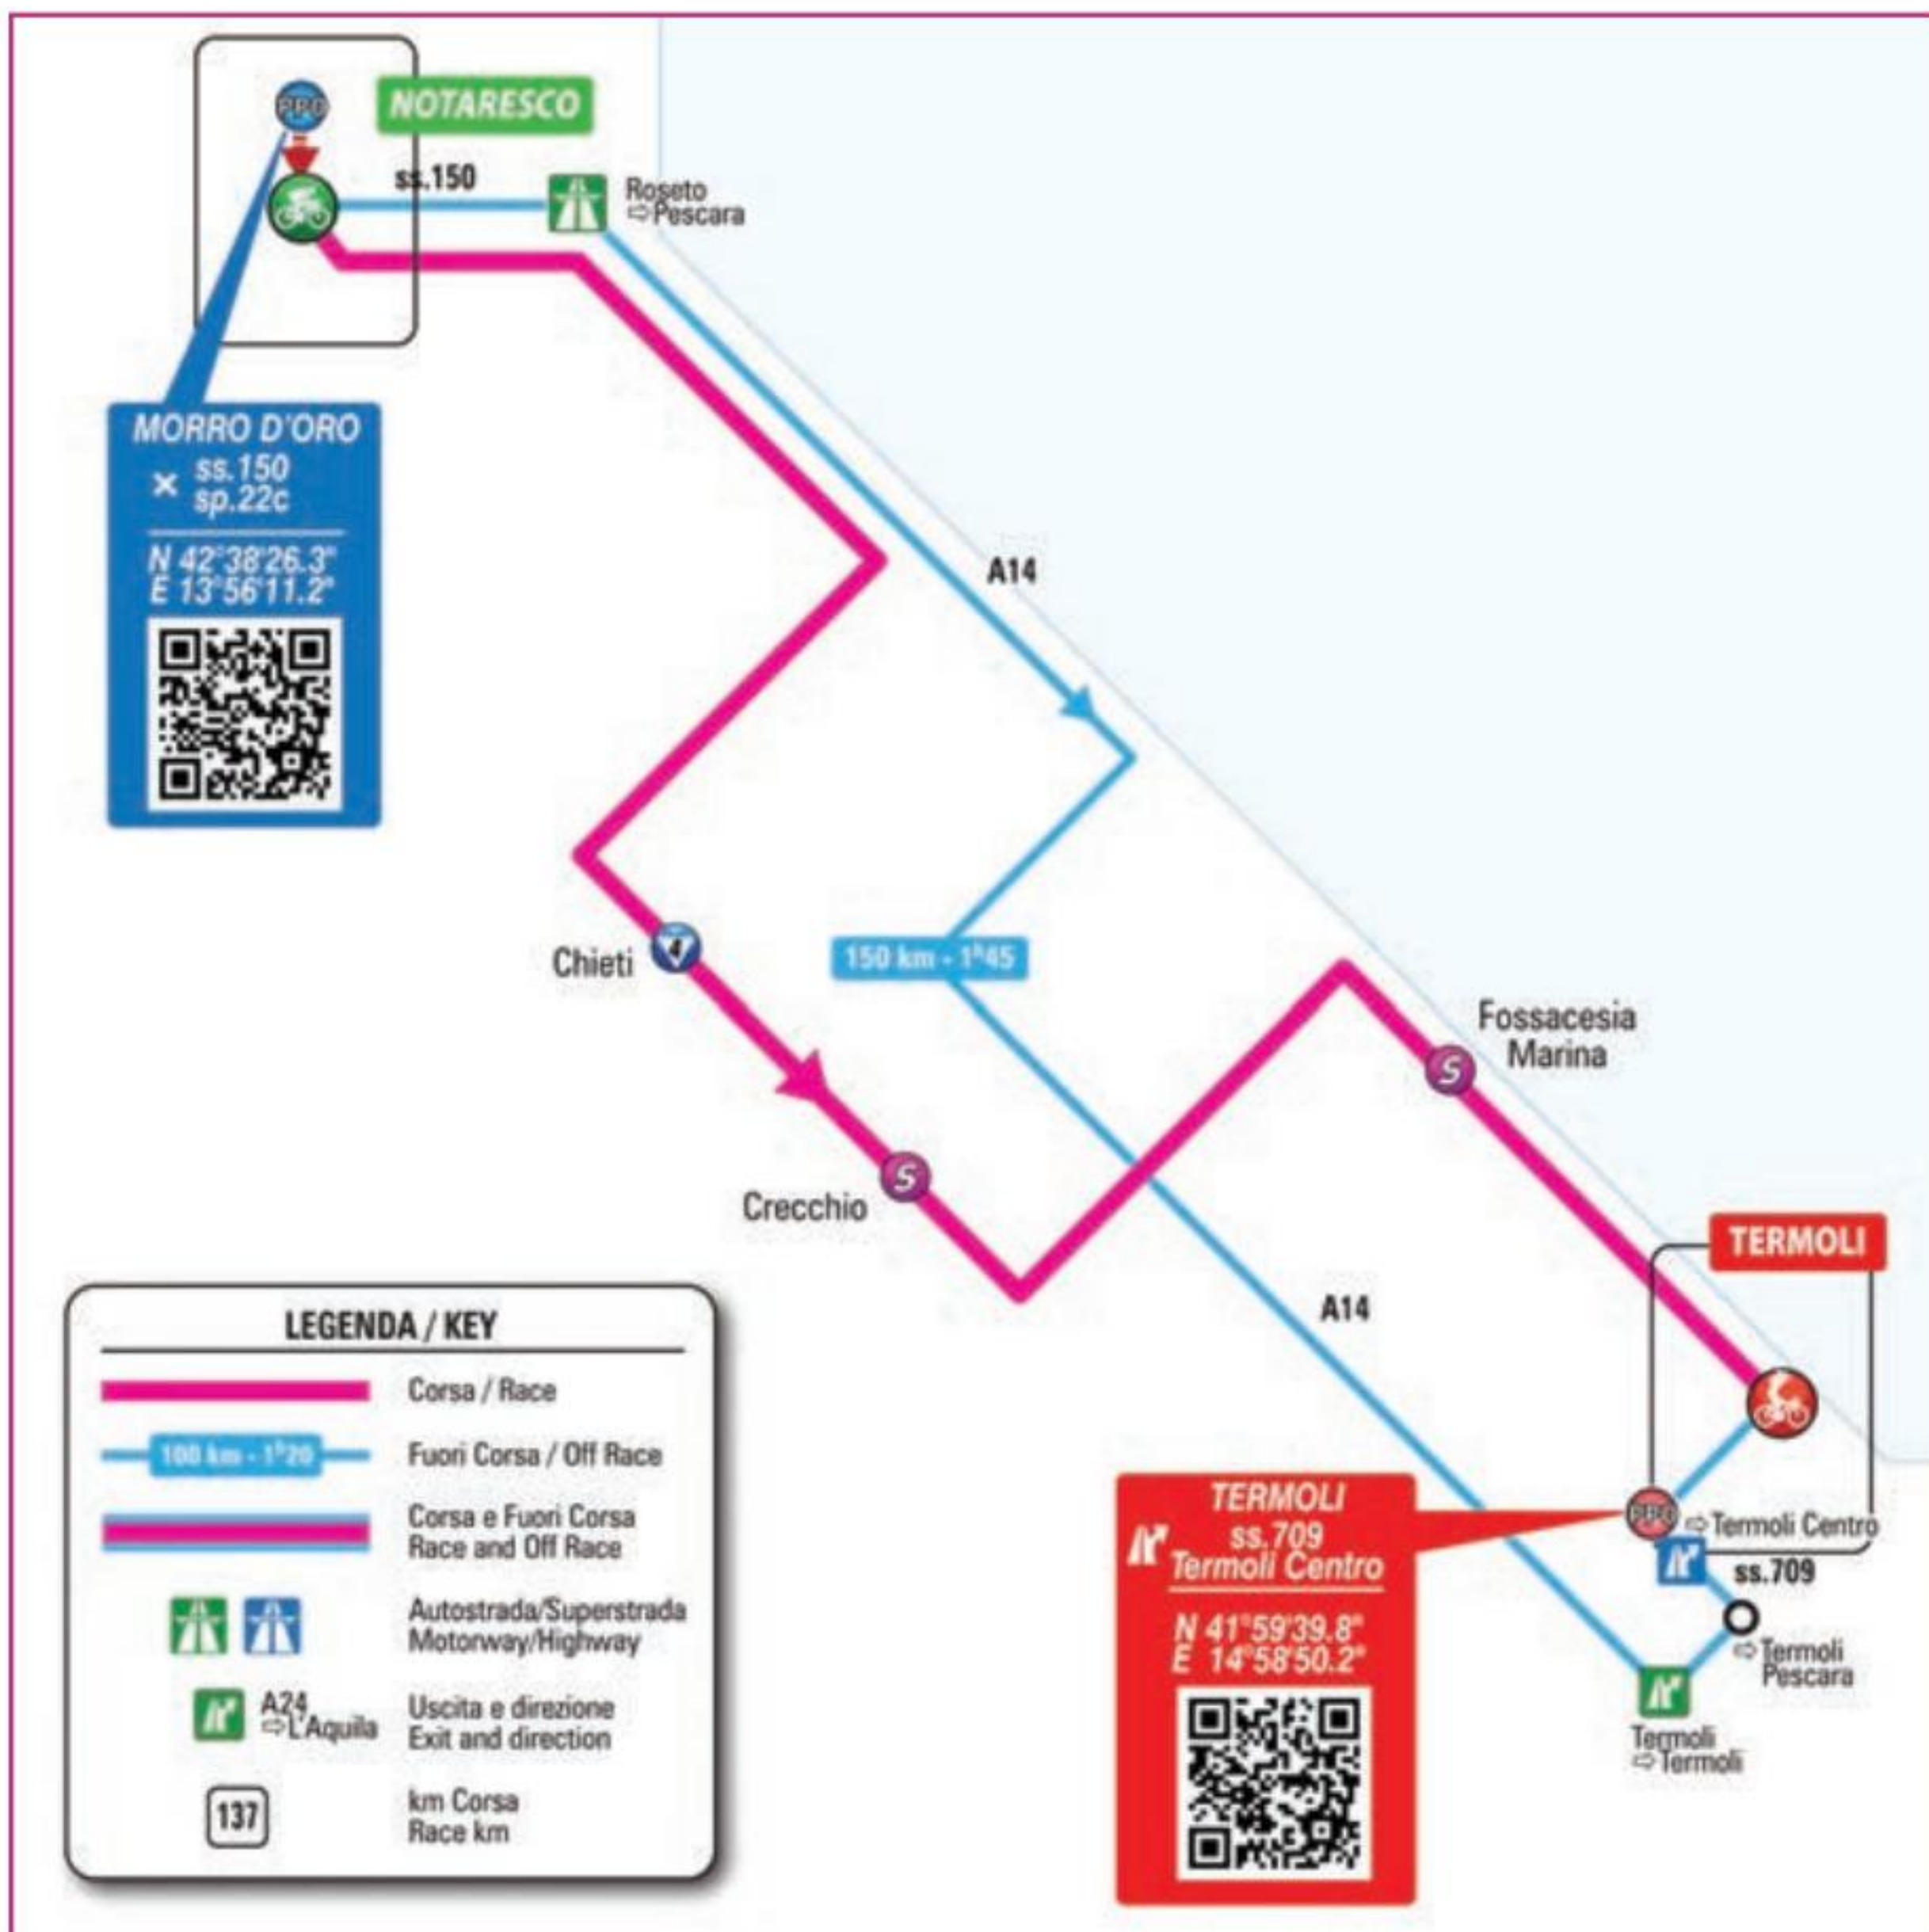 PPO
NOTARESCO
ss.150
Roseto
⇨Pescara
MORRO D'ORO
× ss.150
sp.22c
N 42°38'26.3"
E 13°56'11.2"
A14
Chieti
4
150 km - 1h45
Fossacesia
Marina
S
Crecchio
S
TERMOLI
A14
LEGENDA / KEY
Corsa / Race
100 km - 1h20
Fuori Corsa / Off Race
Corsa e Fuori Corsa
Race and Off Race
Autostrada/Superstrada
Motorway/Highway
A24
⇨L'Aquila
Uscita e direzione
Exit and direction
137
km Corsa
Race km
TERMOLI
ss.709
Termoli Centro
N 41°59'39.8"
E 14°58'50.2"
PPO
⇨Termoli Centro
ss.709
⇨Termoli
Pescara
Termoli
⇨Termoli